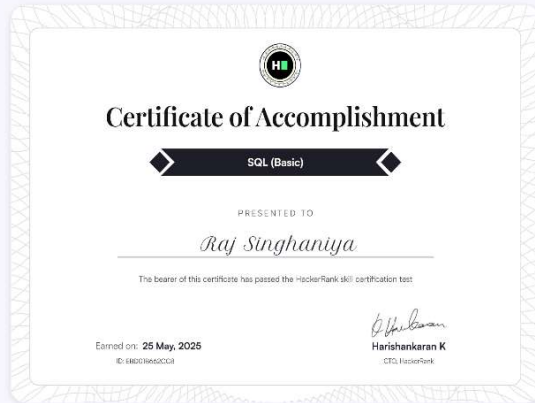 H
Certificate of Accomplishment
SQL (Basic)
PRESENTED TO
Raj Singhaniya
The bearer of this certificate has passed the HackerRank skill certification test
Earned on: 25 May, 2025
Harishankaran K
CTO, HackerRank